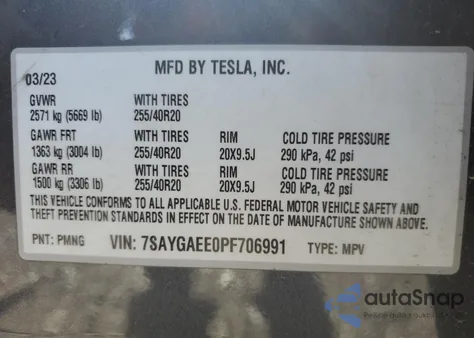 MFD BY TESLA, INC.
03/23
GVWR WITH TIRES
2571 kg (5669 lb) 255/40R20
GAWR FRT WITH TIRES RIM COLD TIRE PRESSURE
1363 kg (3004 lb) 255/40R20 20X9.5J 290 kPa, 42 psi
GAWR RR WITH TIRES RIM COLD TIRE PRESSURE
1500 kg (3306 lb) 255/40R20 20X9.5J 290 kPa, 42 psi
THIS VEHICLE CONFORMS TO ALL APPLICABLE U.S. FEDERAL MOTOR VEHICLE SAFETY AND
THEFT PREVENTION STANDARDS IN EFFECT ON THE DATE OF MANUFACTURE SHOWN ABOVE.
PNT: PMNG VIN: 7SAYGAEE0PF706991 TYPE: MPV
autoSnap